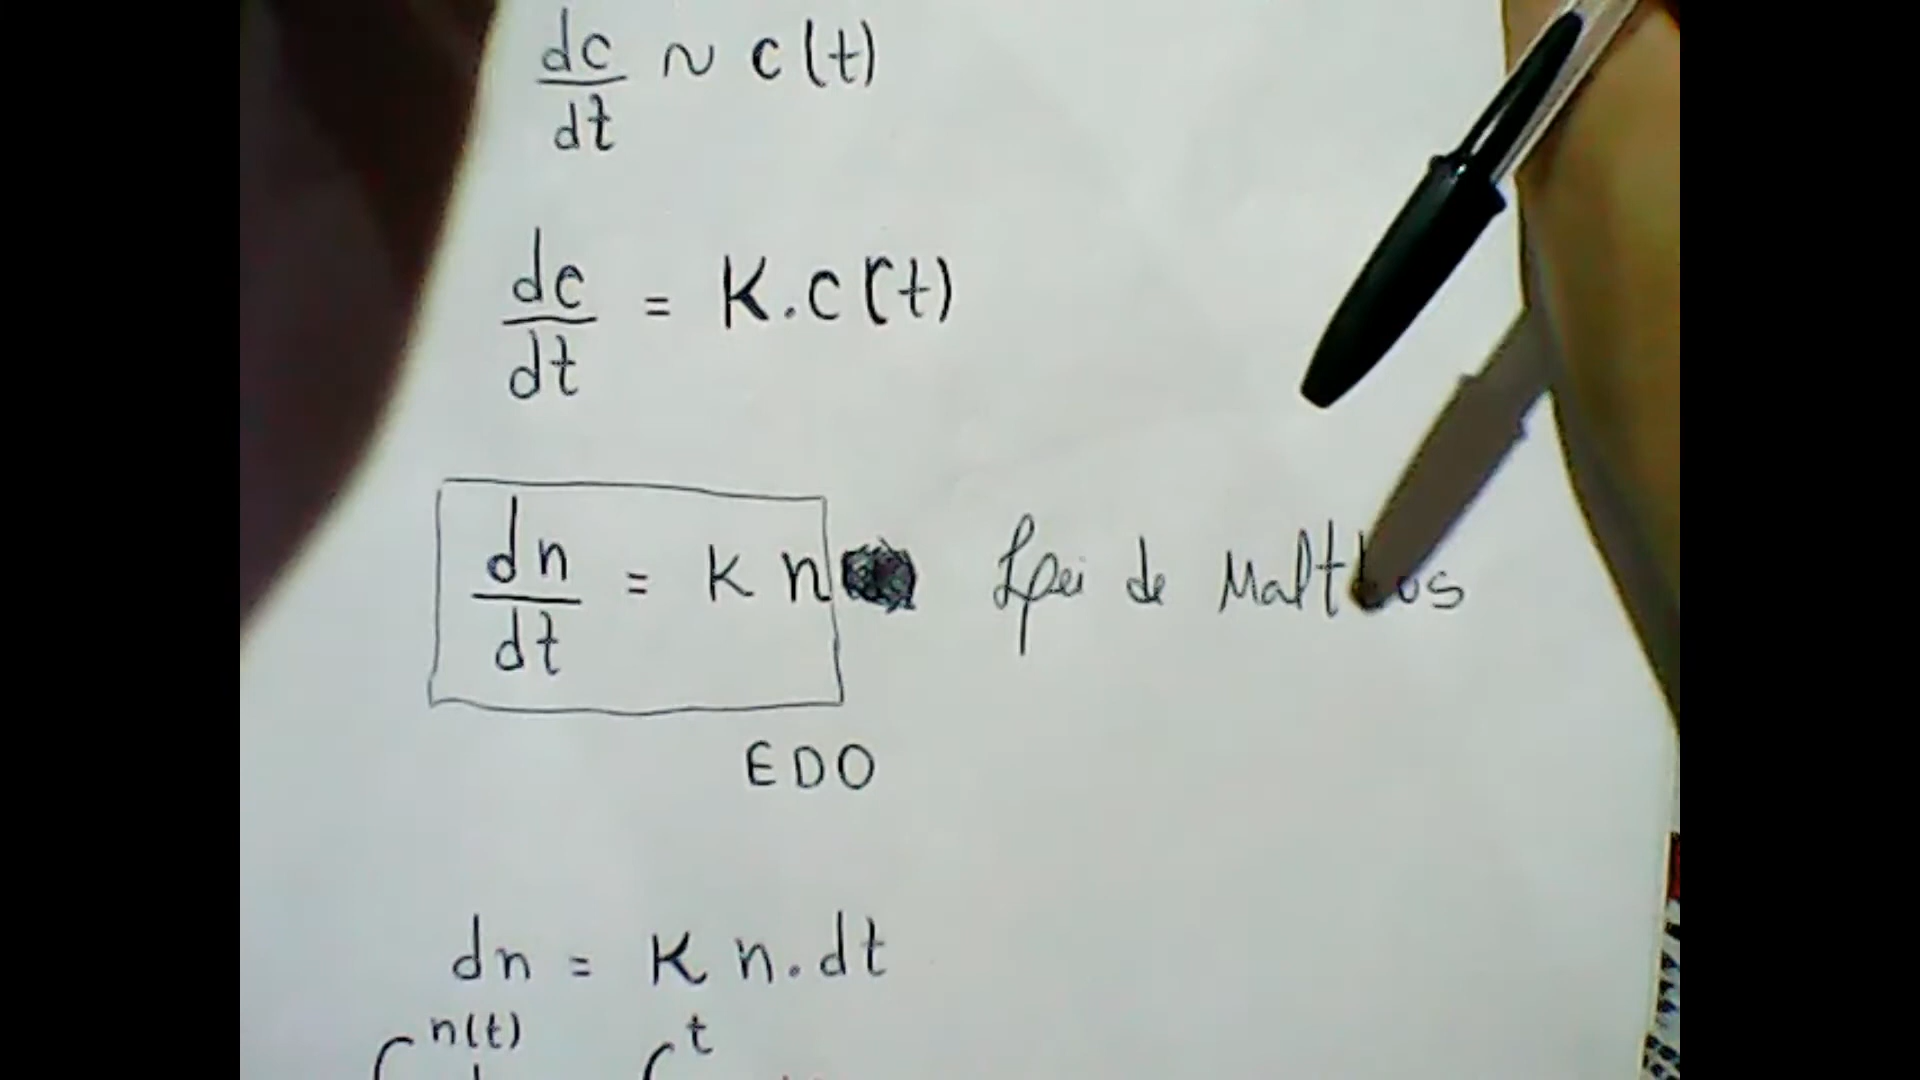 dc/dt ~ c(t)
dc/dt = K.c(t)
dn/dt = K n Lei de Malthus
EDO
dn = K n.dt
n(t) t